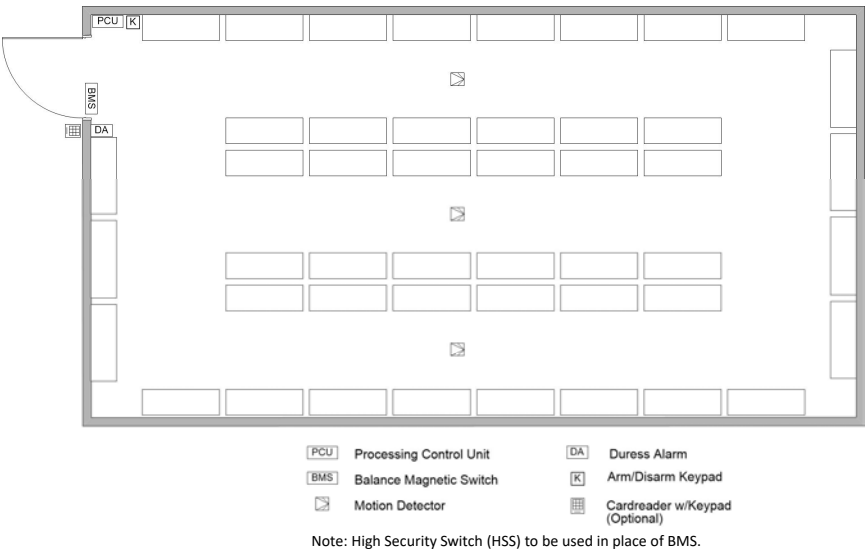 PCU K
BMS
DA
PCU Processing Control Unit DA Duress Alarm
BMS Balance Magnetic Switch K Arm/Disarm Keypad
Motion Detector Cardreader w/Keypad
(Optional)
Note: High Security Switch (HSS) to be used in place of BMS.